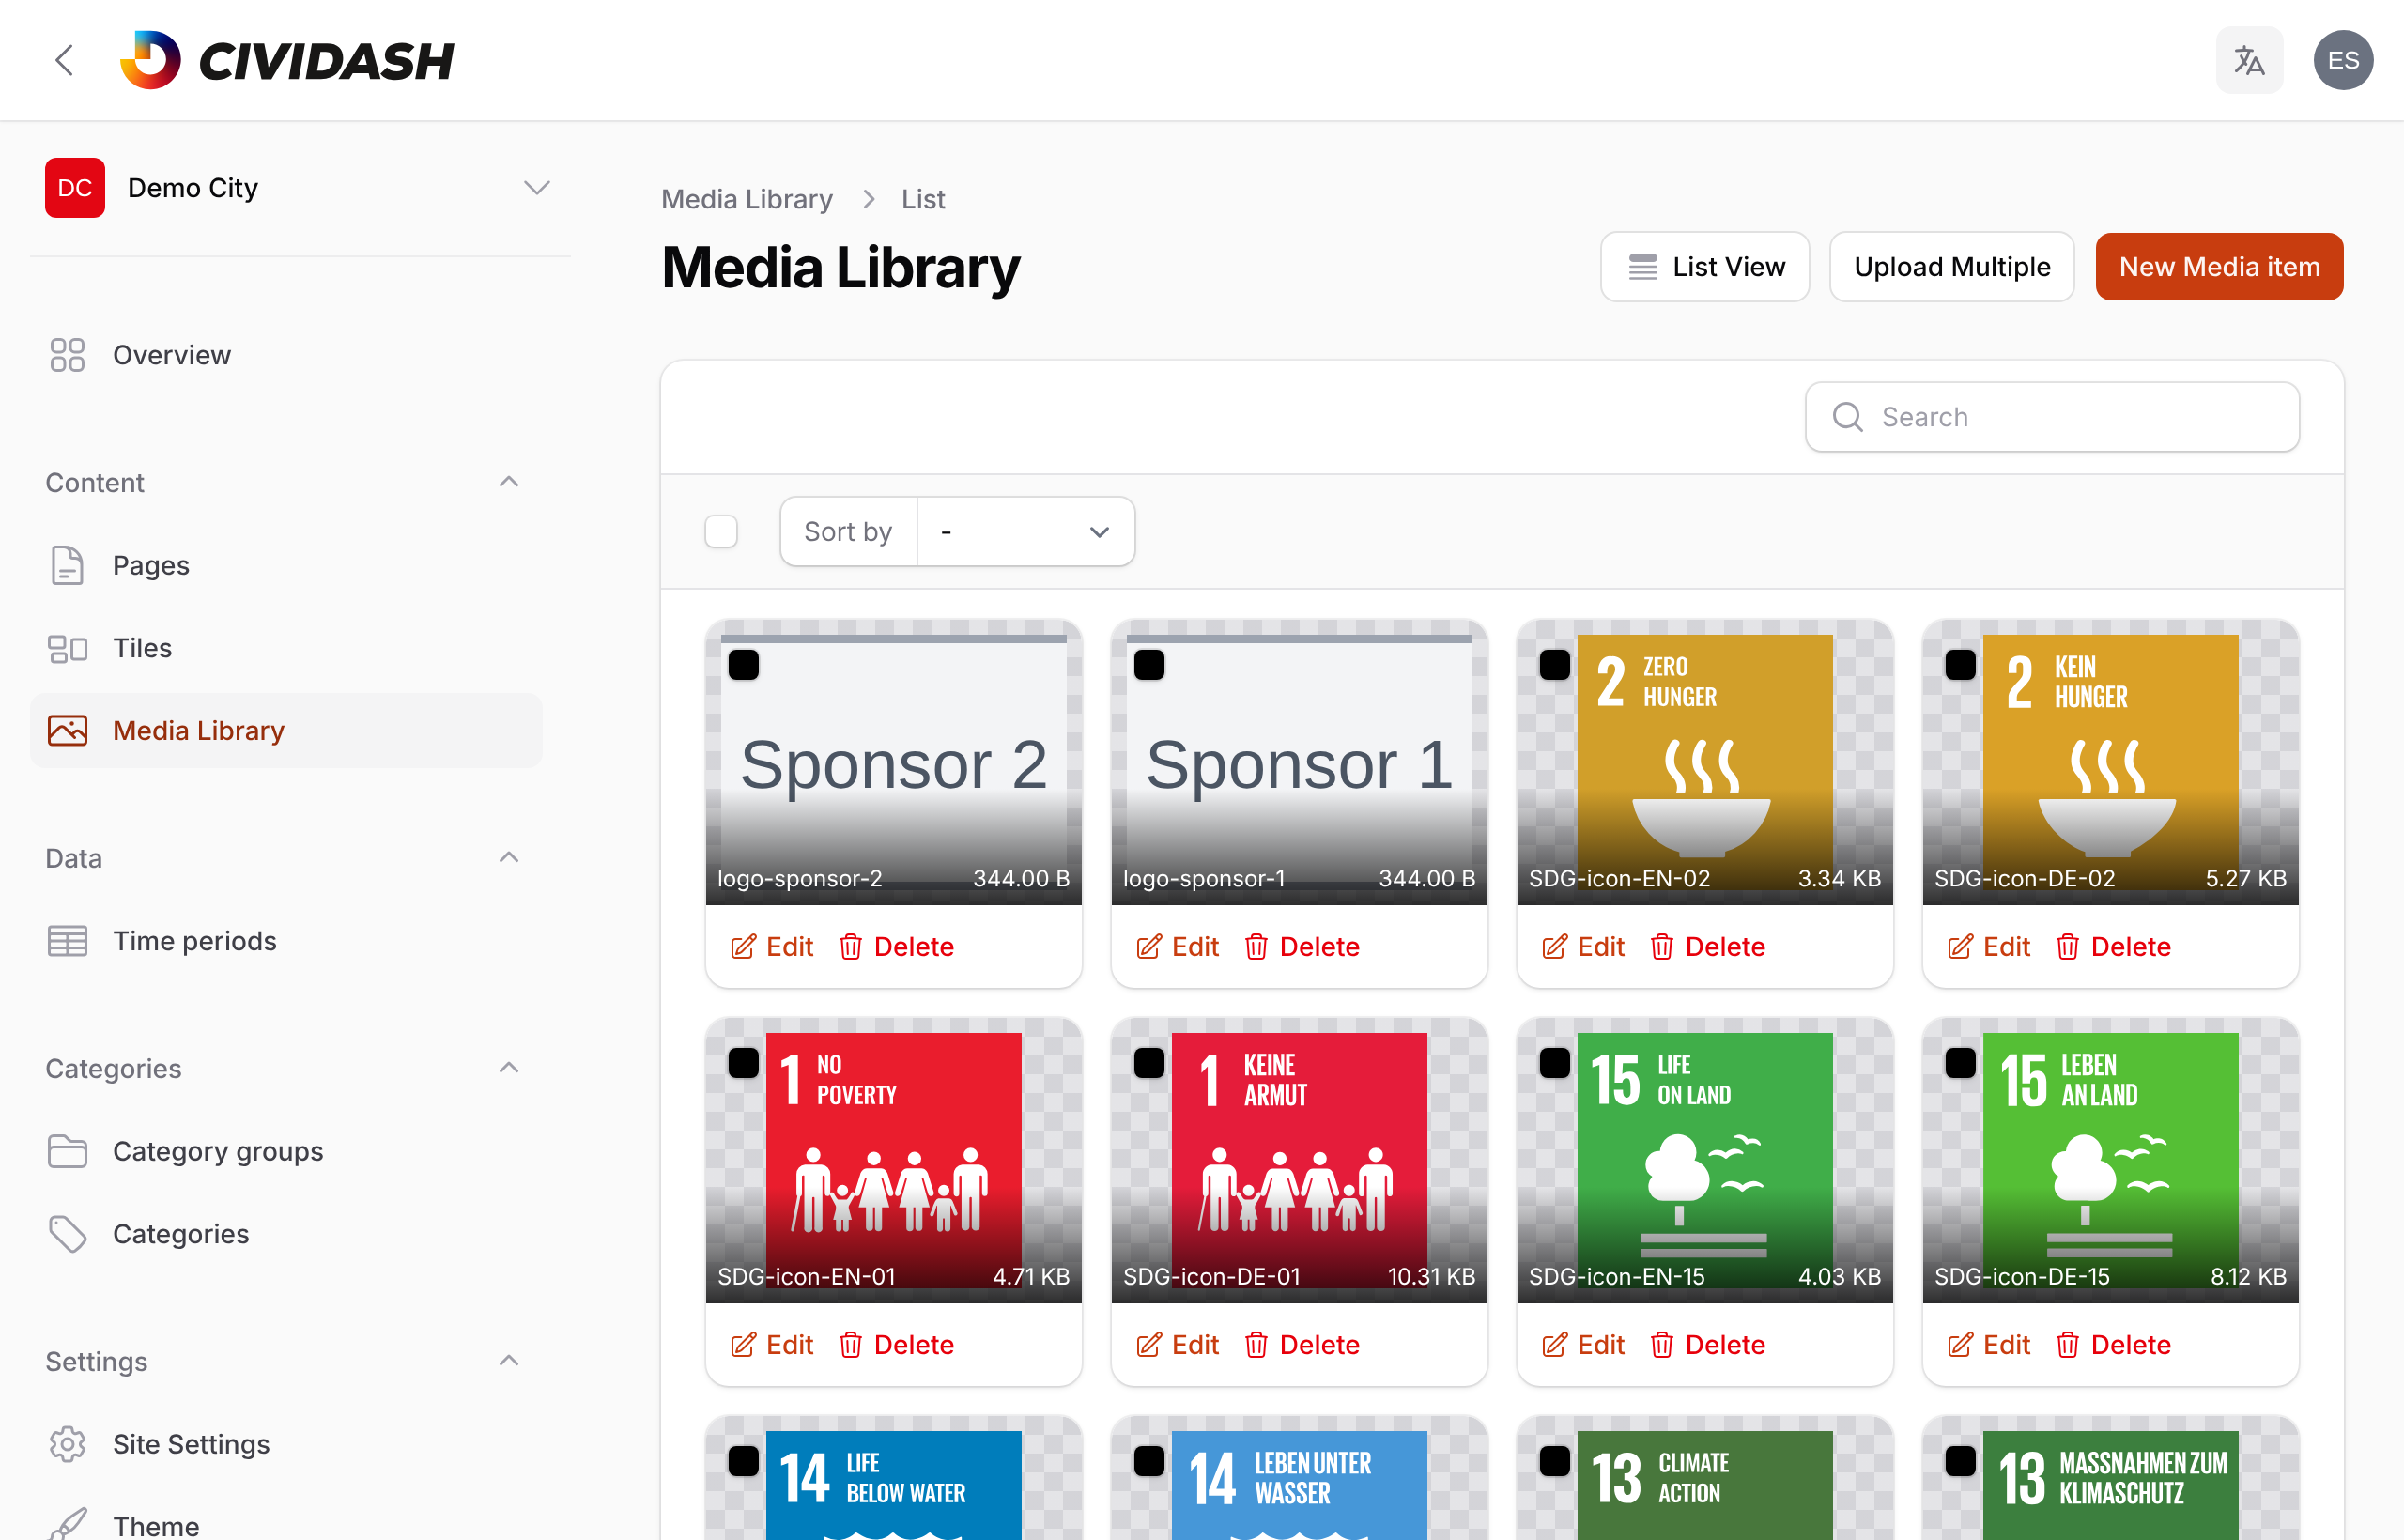 CIVIDASH
ES
DC
Demo City
Overview
Content
Pages
Tiles
Media Library
Data
Time periods
Categories
Category groups
Categories
Settings
Site Settings
Theme
Media Library
List
Media Library
List View
Upload Multiple
New Media item
Search
Sort by
-
Sponsor 2
logo-sponsor-2
344.00 B
Edit
Delete
Sponsor 1
logo-sponsor-1
344.00 B
Edit
Delete
2 ZERO
HUNGER
SDG-icon-EN-02
3.34 KB
Edit
Delete
2 KEIN
HUNGER
SDG-icon-DE-02
5.27 KB
Edit
Delete
1 NO
POVERTY
SDG-icon-EN-01
4.71 KB
Edit
Delete
1 KEINE
ARMUT
SDG-icon-DE-01
10.31 KB
Edit
Delete
15 LIFE
ON LAND
SDG-icon-EN-15
4.03 KB
Edit
Delete
15 LEBEN
AN LAND
SDG-icon-DE-15
8.12 KB
Edit
Delete
14 LIFE
BELOW WATER
14 LEBEN UNTER
WASSER
13 CLIMATE
ACTION
13 MASSNAHMEN ZUM
KLIMASCHUTZ